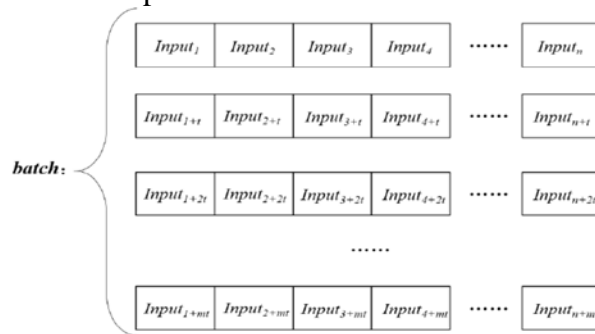 Input₁ Input₂ Input₃ Input₄ …… Inputₙ
Input₁₊ₜ Input₂₊ₜ Input₃₊ₜ Input₄₊ₜ …… Inputₙ₊ₜ
batch:
Input₁₊₂ₜ Input₂₊₂ₜ Input₃₊₂ₜ Input₄₊₂ₜ …… Inputₙ₊₂ₜ
……
Input₁₊ₘₜ Input₂₊ₘₜ Input₃₊ₘₜ Input₄₊ₘₜ …… Inputₙ₊ₘ